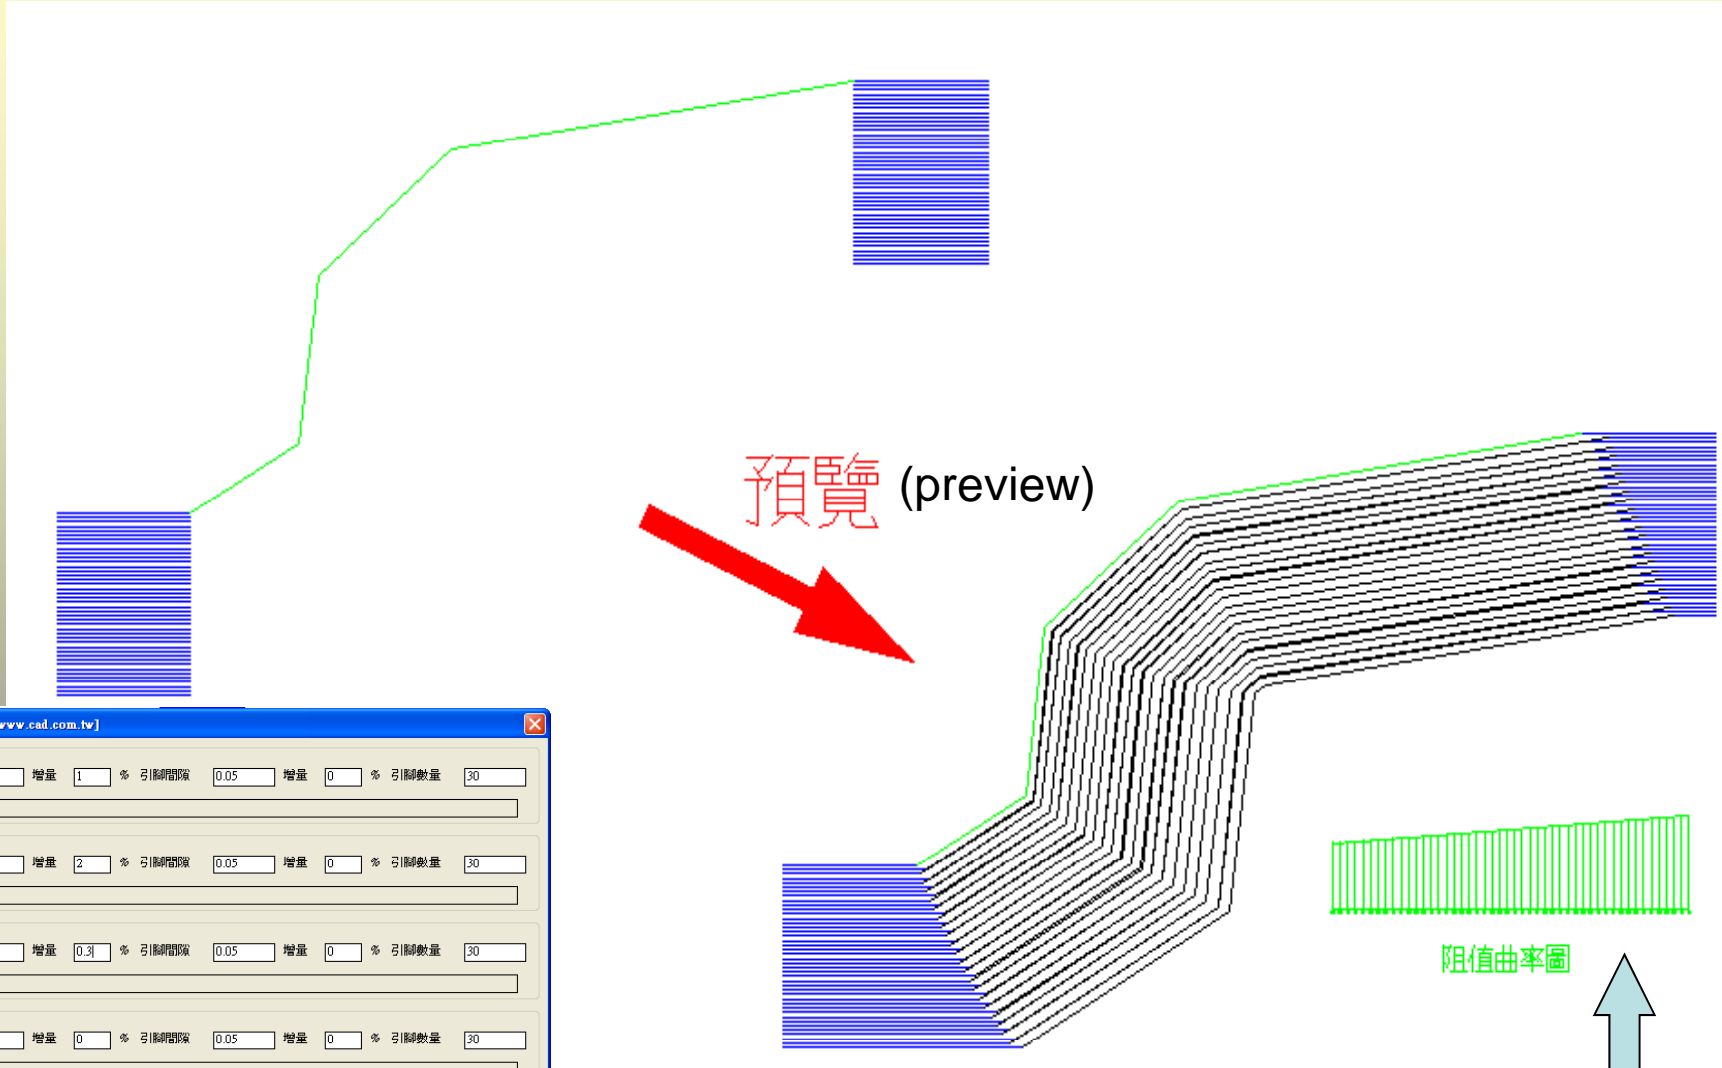 預覽 (preview)
www.cad.com.tw]
增量 1 % 引腳間隙 0.05 增量 0 % 引腳數量 30
增量 2 % 引腳間隙 0.05 增量 0 % 引腳數量 30
增量 0.3 % 引腳間隙 0.05 增量 0 % 引腳數量 30
增量 0 % 引腳間隙 0.05 增量 0 % 引腳數量 30
阻值曲率圖